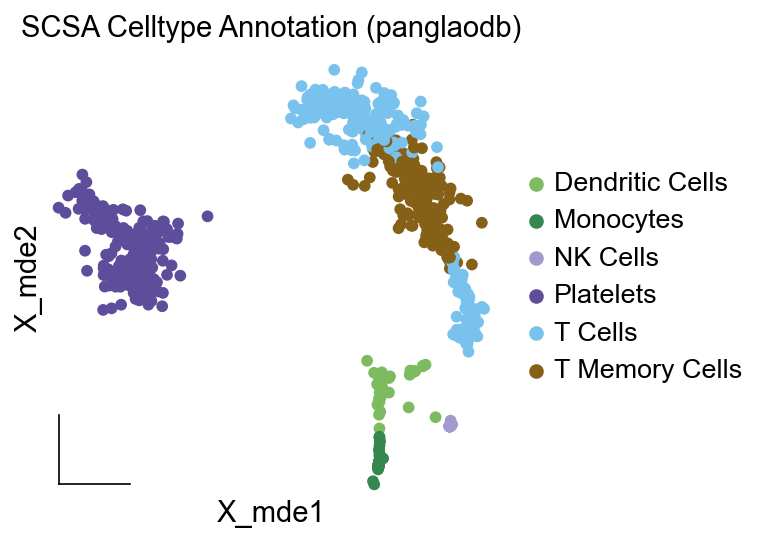 SCSA Celltype Annotation (panglaodb)
Dendritic Cells
Monocytes
NK Cells
Platelets
T Cells
T Memory Cells
X_mde2
X_mde1